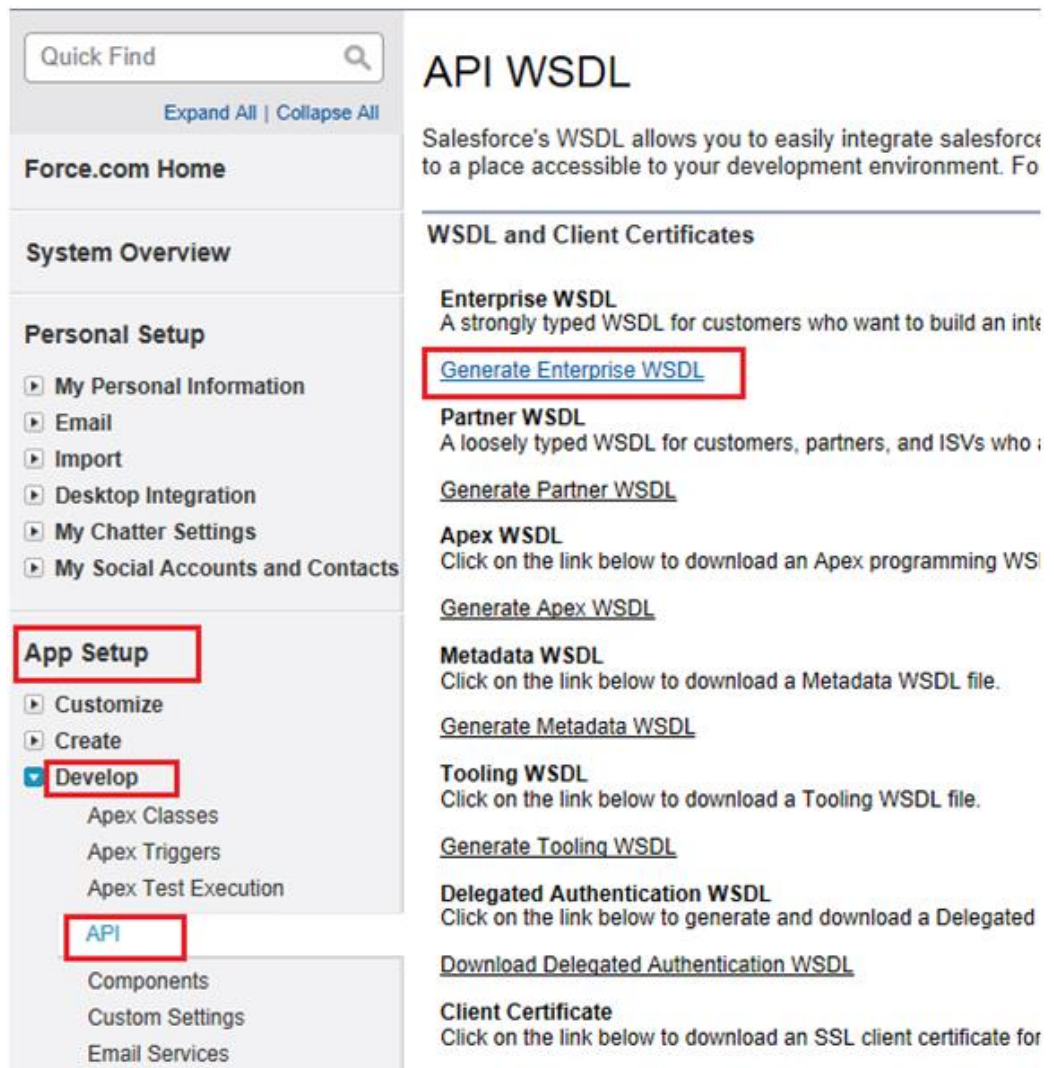 Quick Find
Expand All | Collapse All
Force.com Home
System Overview
Personal Setup
My Personal Information
Email
Import
Desktop Integration
My Chatter Settings
My Social Accounts and Contacts
App Setup
Customize
Create
Develop
Apex Classes
Apex Triggers
Apex Test Execution
API
Components
Custom Settings
Email Services
API WSDL
Salesforce's WSDL allows you to easily integrate salesforce
to a place accessible to your development environment. Fo
WSDL and Client Certificates
Enterprise WSDL
A strongly typed WSDL for customers who want to build an inte
Generate Enterprise WSDL
Partner WSDL
A loosely typed WSDL for customers, partners, and ISVs who
Generate Partner WSDL
Apex WSDL
Click on the link below to download an Apex programming WS
Generate Apex WSDL
Metadata WSDL
Click on the link below to download a Metadata WSDL file.
Generate Metadata WSDL
Tooling WSDL
Click on the link below to download a Tooling WSDL file.
Generate Tooling WSDL
Delegated Authentication WSDL
Click on the link below to generate and download a Delegated
Download Delegated Authentication WSDL
Client Certificate
Click on the link below to download an SSL client certificate for